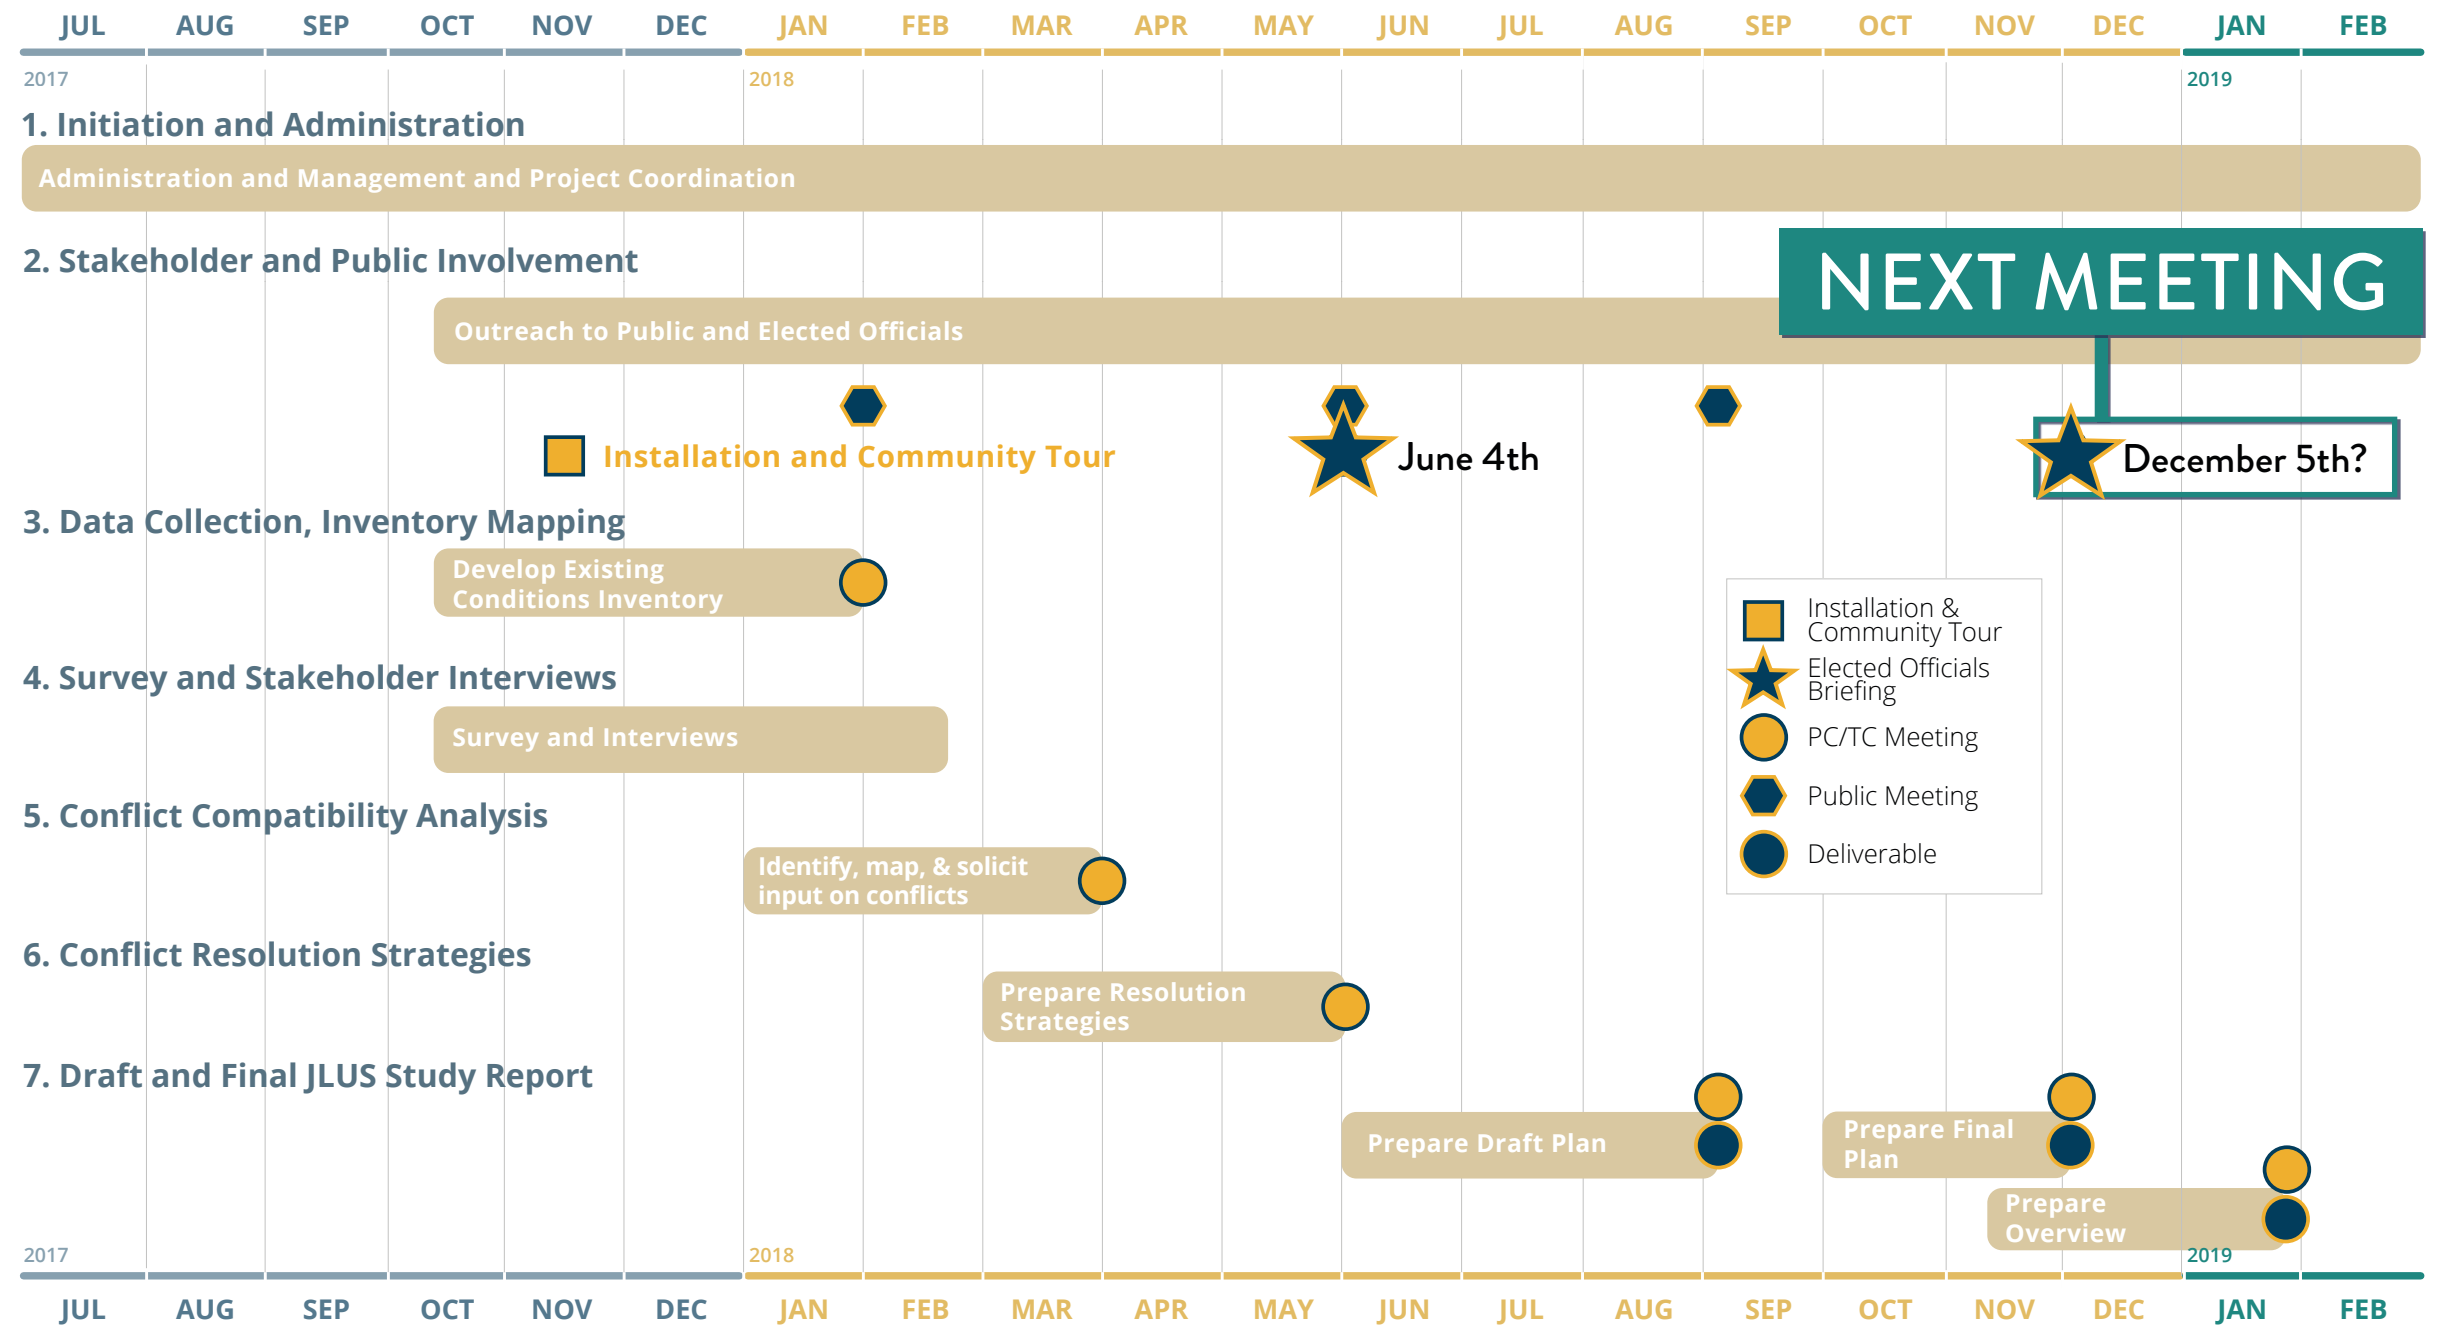 JUL AUG SEP OCT NOV DEC JAN FEB MAR APR MAY JUN JUL AUG SEP OCT NOV DEC JAN FEB
2017 2018 2019
1. Initiation and Administration
Administration and Management and Project Coordination
2. Stakeholder and Public Involvement
NEXT MEETING
Outreach to Public and Elected Officials
Installation and Community Tour
June 4th
December 5th?
3. Data Collection, Inventory Mapping
Develop Existing
Conditions Inventory
Installation &
Community Tour
Elected Officials
Briefing
PC/TC Meeting
Public Meeting
Deliverable
4. Survey and Stakeholder Interviews
Survey and Interviews
5. Conflict Compatibility Analysis
Identify, map, & solicit
input on conflicts
6. Conflict Resolution Strategies
Prepare Resolution
Strategies
7. Draft and Final JLUS Study Report
Prepare Draft Plan
Prepare Final
Plan
Prepare
Overview
2017 2018 2019
JUL AUG SEP OCT NOV DEC JAN FEB MAR APR MAY JUN JUL AUG SEP OCT NOV DEC JAN FEB